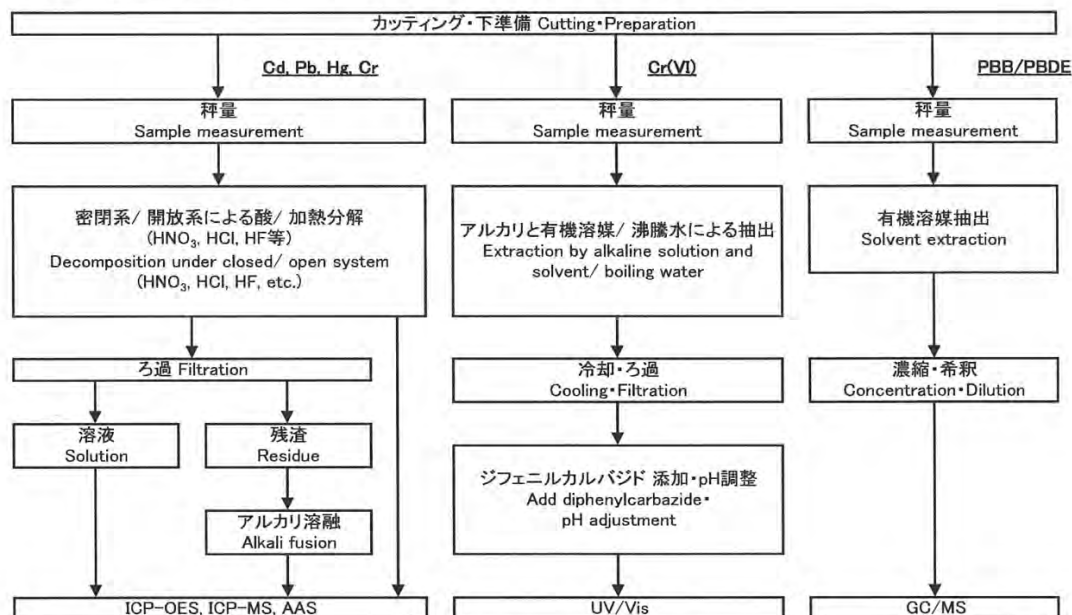 カッティング・下準備 Cutting・Preparation
Cd, Pb, Hg, Cr
Cr(VI)
PBB/PBDE
秤量
Sample measurement
秤量
Sample measurement
秤量
Sample measurement
密閉系/ 開放系による酸/ 加熱分解
(HNO₃, HCl, HF等)
Decomposition under closed/ open system
(HNO₃, HCl, HF, etc.)
アルカリと有機溶媒/ 沸騰水による抽出
Extraction by alkaline solution and
solvent/ boiling water
有機溶媒抽出
Solvent extraction
ろ過 Filtration
冷却・ろ過
Cooling・Filtration
濃縮・希釈
Concentration・Dilution
溶液
Solution
残渣
Residue
ジフェニルカルバジド 添加・pH調整
Add diphenylcarbazide・
pH adjustment
アルカリ溶融
Alkali fusion
ICP-OES, ICP-MS, AAS
UV/Vis
GC/MS